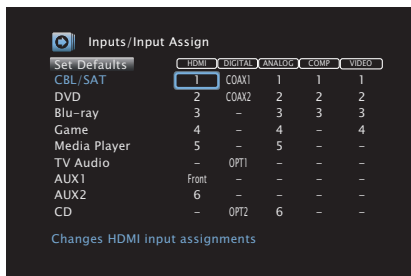 Inputs/Input Assign
Set Defaults HDMI DIGITAL ANALOG COMP VIDEO
CBL/SAT 1 COAX1 1 1 1
DVD 2 COAX2 2 2 2
Blu-ray 3 – 3 3 3
Game 4 – 4 – 4
Media Player 5 – 5 – –
TV Audio – OPT1 – – –
AUX1 Front – – – –
AUX2 6 – – – –
CD – OPT2 6 – –
Changes HDMI input assignments